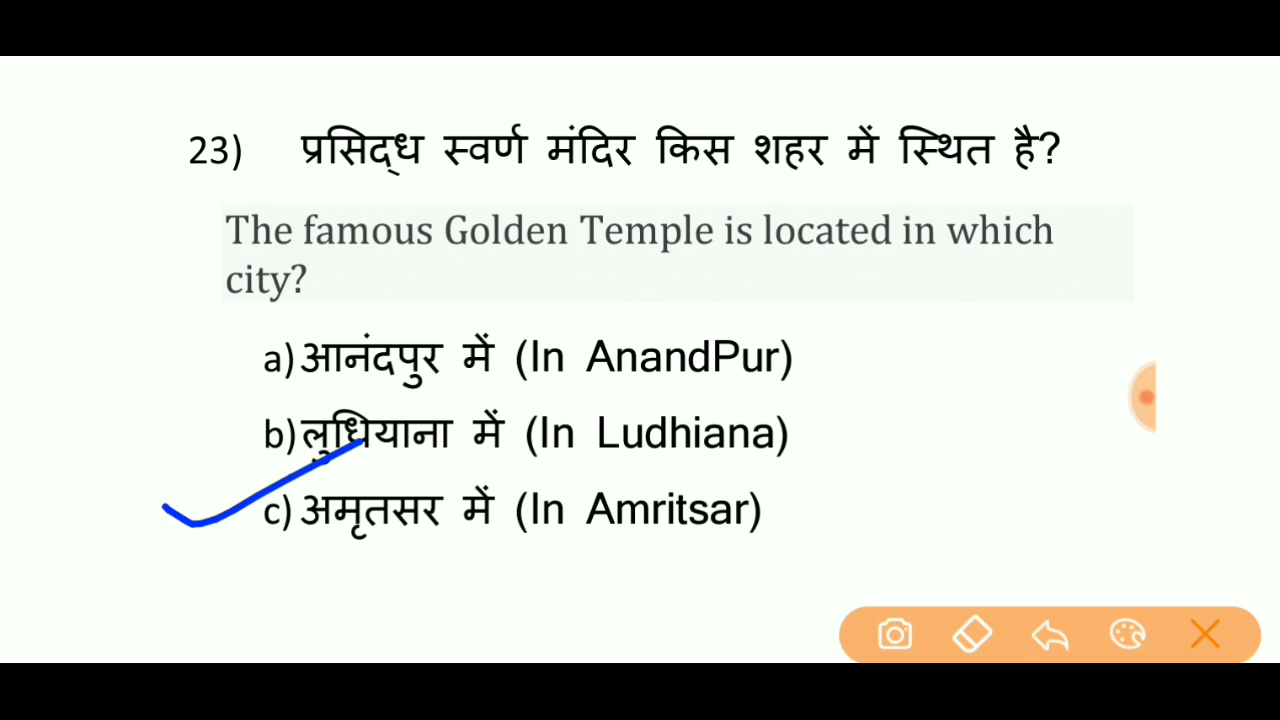 23) प्रसिद्ध स्वर्ण मंदिर किस शहर में स्थित है?
The famous Golden Temple is located in which
city?
a) आनंदपुर में (In AnandPur)
b) लुधियाना में (In Ludhiana)
c) अमृतसर में (In Amritsar)